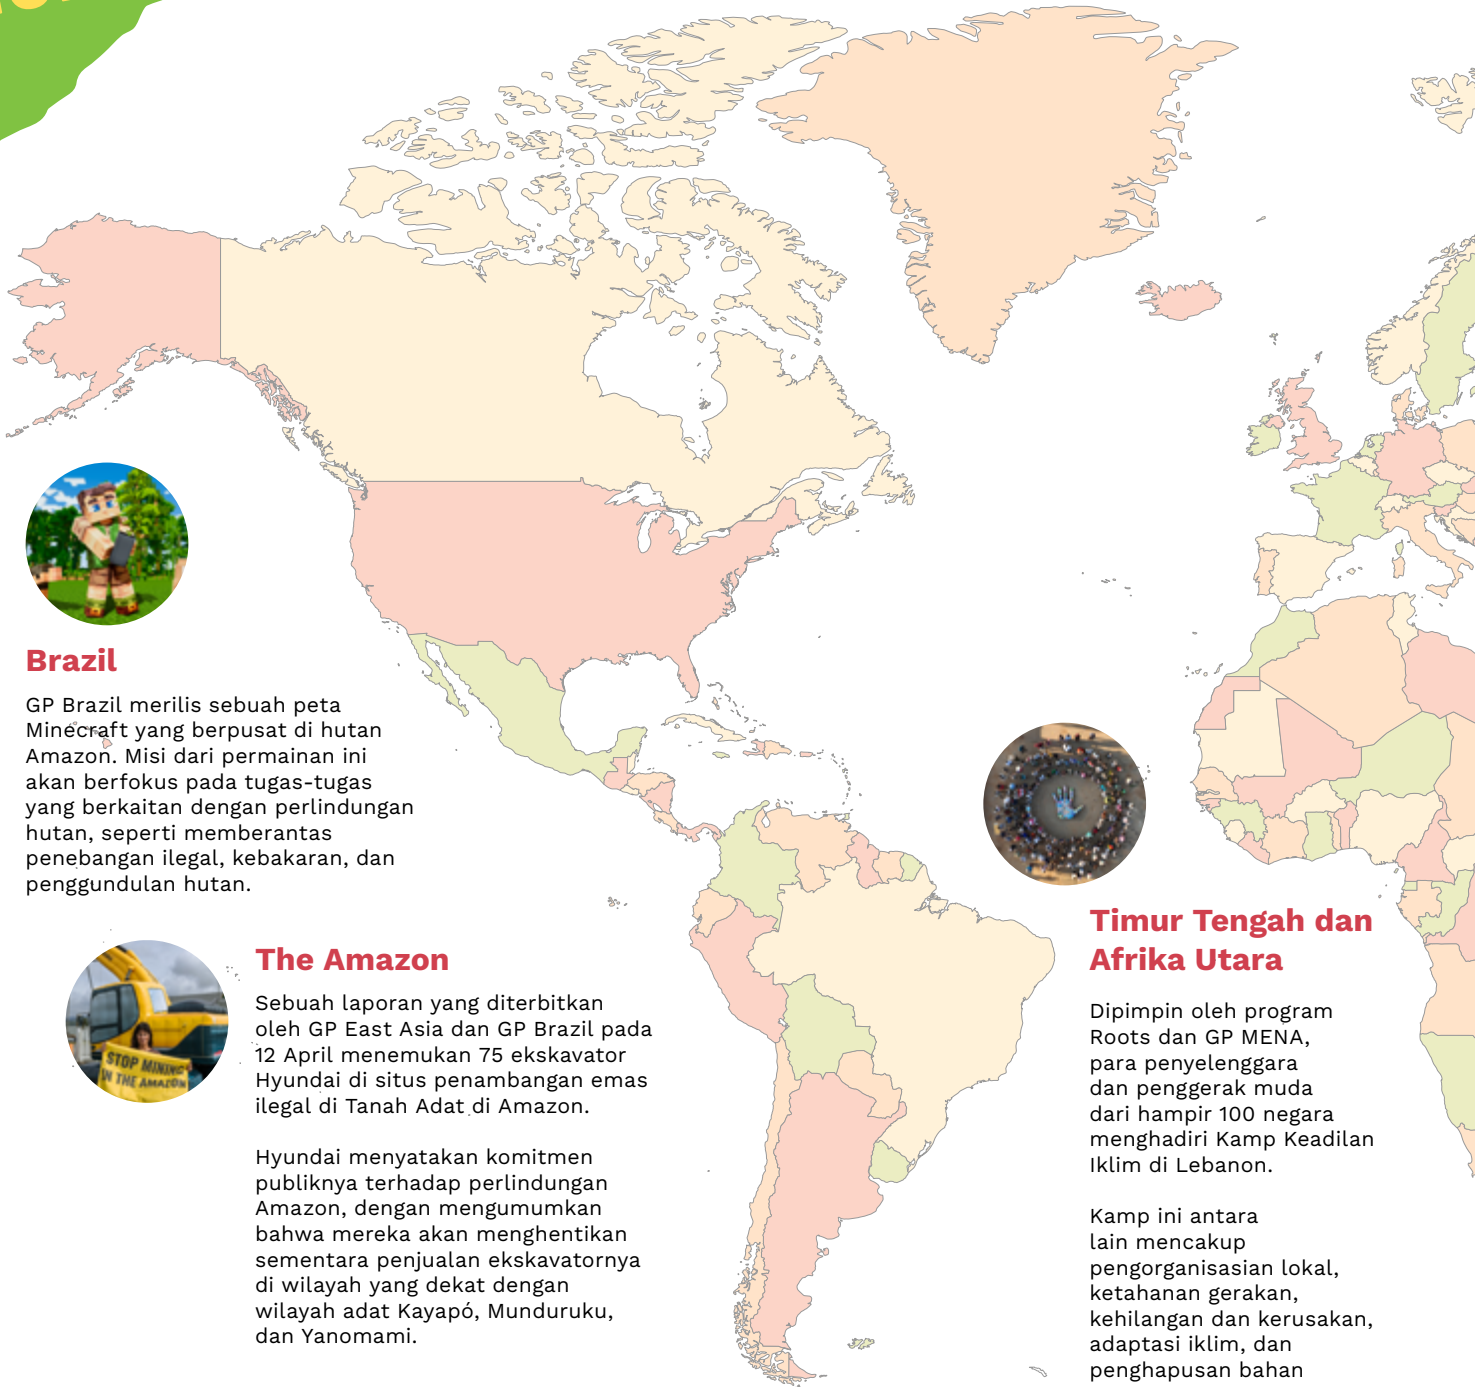 Brazil
GP Brazil merilis sebuah peta
Minecraft yang berpusat di hutan
Amazon. Misi dari permainan ini
akan berfokus pada tugas-tugas
yang berkaitan dengan perlindungan
hutan, seperti memberantas
penebangan ilegal, kebakaran, dan
penggundulan hutan.
The Amazon
Sebuah laporan yang diterbitkan
oleh GP East Asia dan GP Brazil pada
12 April menemukan 75 ekskavator
Hyundai di situs penambangan emas
ilegal di Tanah Adat di Amazon.
Hyundai menyatakan komitmen
publiknya terhadap perlindungan
Amazon, dengan mengumumkan
bahwa mereka akan menghentikan
sementara penjualan ekskavatornya
di wilayah yang dekat dengan
wilayah adat Kayapó, Munduruku,
dan Yanomami.
STOP MINING
IN THE AMAZON
Timur Tengah dan
Afrika Utara
Dipimpin oleh program
Roots dan GP MENA,
para penyelenggara
dan penggerak muda
dari hampir 100 negara
menghadiri Kamp Keadilan
Iklim di Lebanon.
Kamp ini antara
lain mencakup
pengorganisasian lokal,
ketahanan gerakan,
kehilangan dan kerusakan,
adaptasi iklim, dan
penghapusan bahan